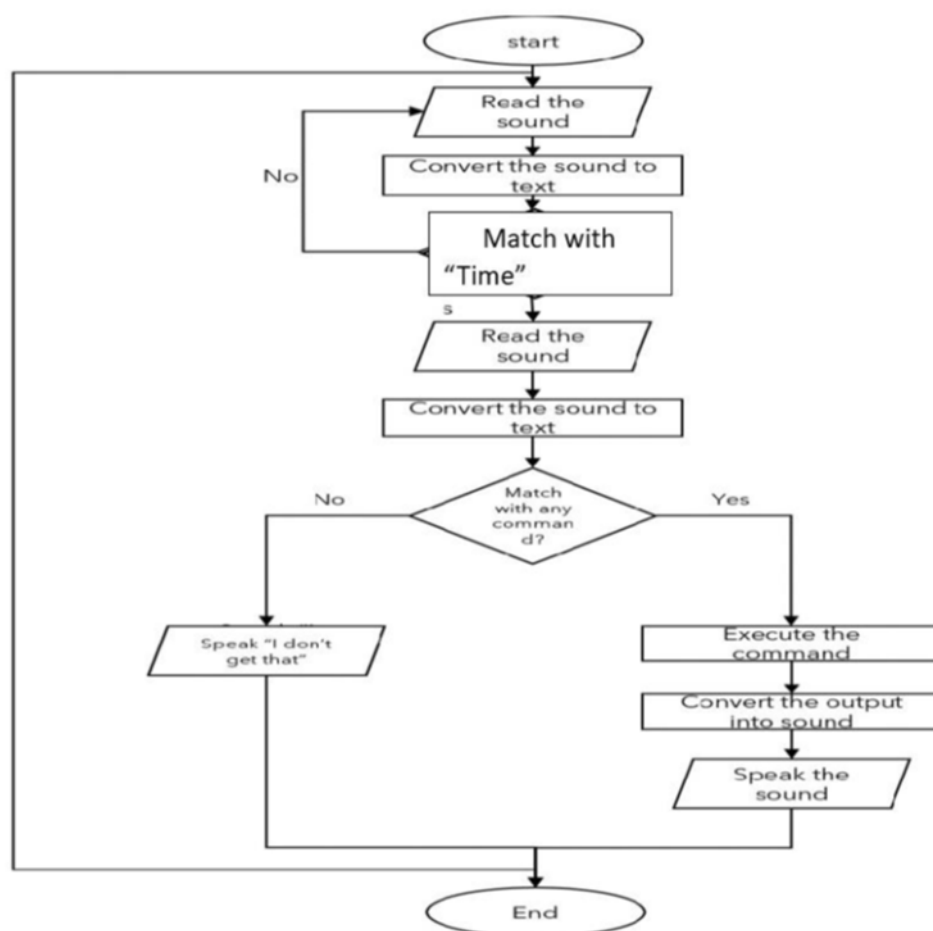 start
Read the
sound
Convert the sound to
text
No
Match with
“Time”
s
Read the
sound
Convert the sound to
text
Match
with any
comman
d?
No
Yes
Speak “I don’t
get that”
Execute the
command
Convert the output
into sound
Speak the
sound
End